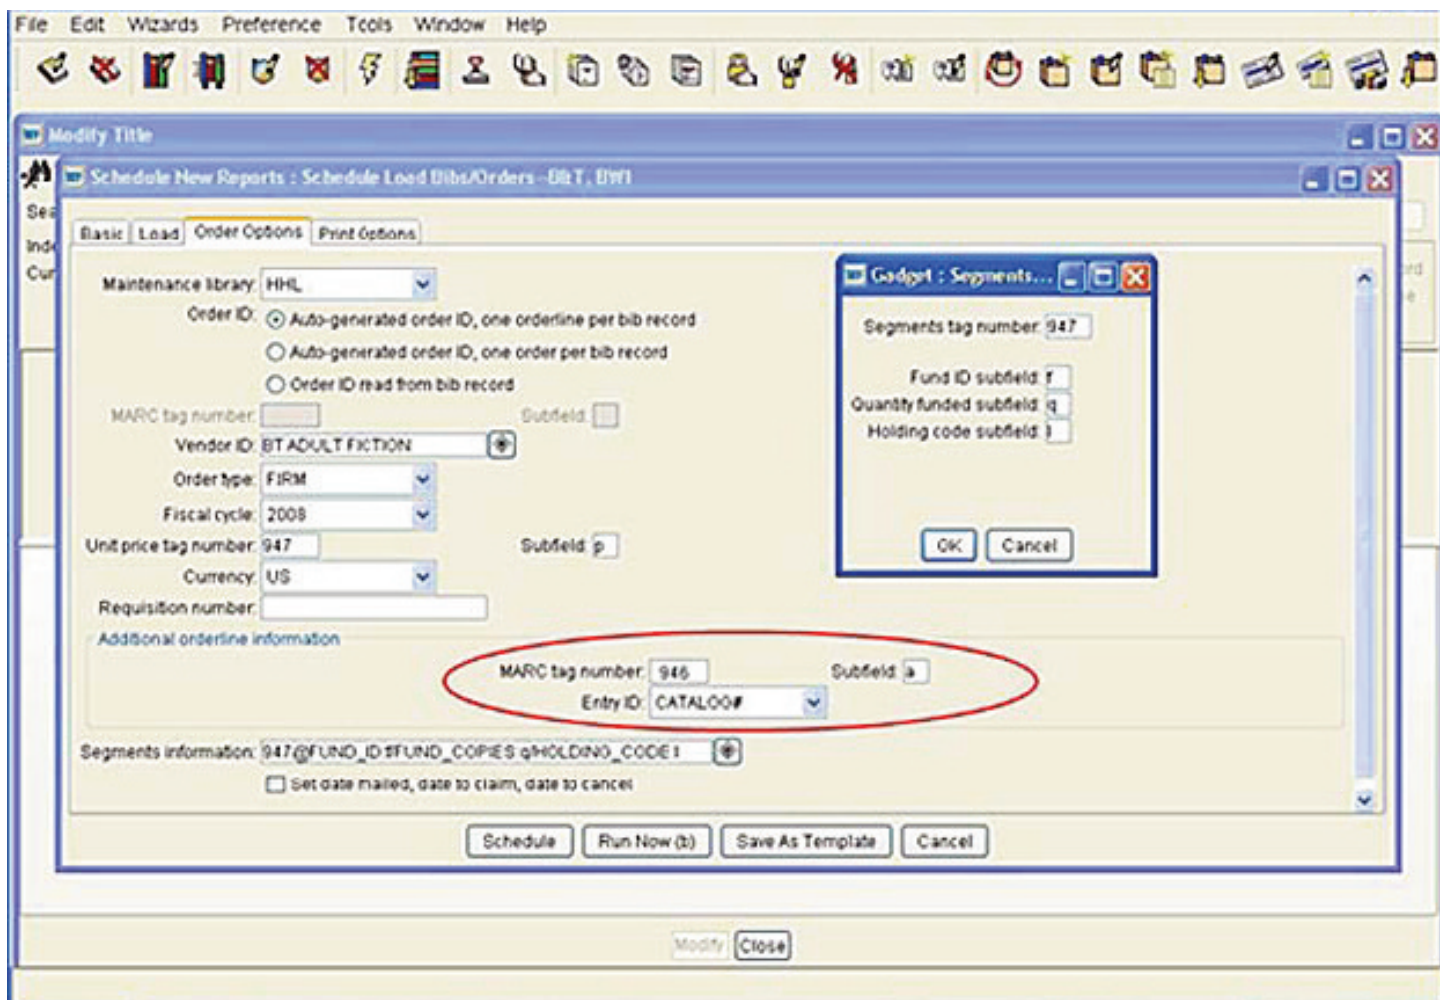 File Edit Wizards Preference Tools Window Help
Modify Title
Schedule New Reports : Schedule Load Bibs/Orders --B&T, BWI
Basic Load Order Options Print Options
Maintenance library: HHL
Order ID: Auto-generated order ID, one orderline per bib record
Auto-generated order ID, one order per bib record
Order ID read from bib record
MARC tag number: Subfield:
Vendor ID: BT ADULT FICTION
Order type: FIRM
Fiscal cycle: 2008
Unit price tag number: 947 Subfield: p
Currency: US
Requisition number:
Additional orderline information
MARC tag number: 946 Subfield: a
Entry ID: CATALOG#
Segments information: 947@FUND_ID:f/FUND_COPIES:q/HOLDING_CODE:l
Set date mailed, date to claim, date to cancel
Schedule Run Now (b) Save As Template Cancel
Gadget : Segments...
Segments tag number: 947
Fund ID subfield: f
Quantity funded subfield: q
Holding code subfield: l
OK Cancel
Modify Close